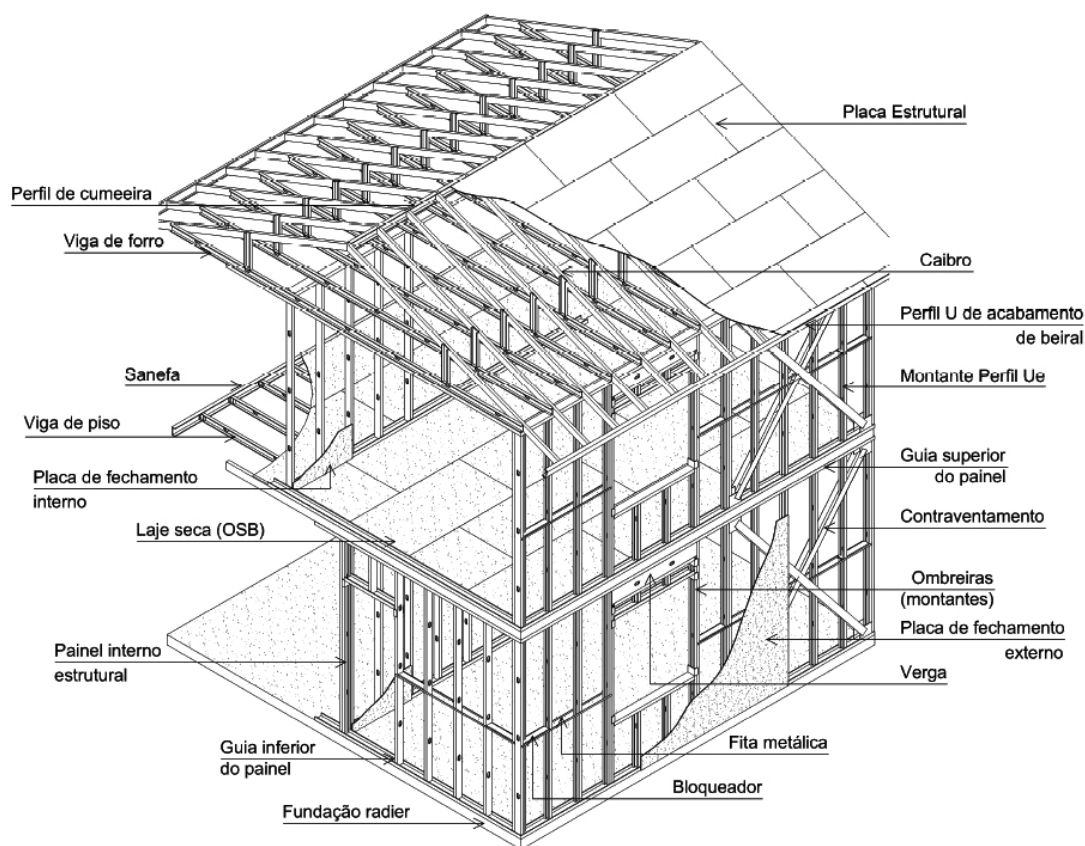 Placa Estrutural
Perfil de cumeeira
Viga de forro
Caibro
Perfil U de acabamento
de beiral
Sanefa
Montante Perfil Ue
Viga de piso
Guia superior
do painel
Placa de fechamento
interno
Laje seca (OSB)
Contraventamento
Ombreiras
(montantes)
Placa de fechamento
externo
Painel interno
estrutural
Verga
Fita metálica
Guia inferior
do painel
Bloqueador
Fundação radier